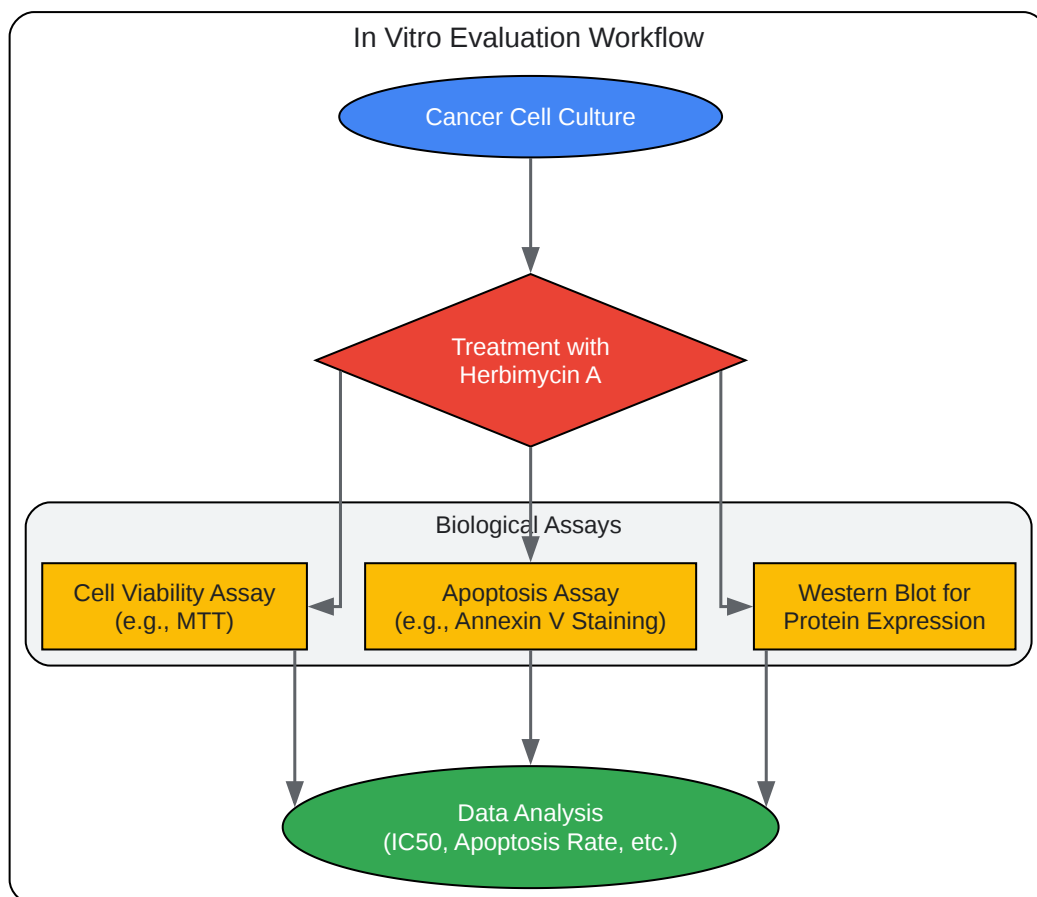 In Vitro Evaluation Workflow
Cancer Cell Culture
Treatment with
Herbimycin A
Biological Assays
Cell Viability Assay
(e.g., MTT)
Apoptosis Assay
(e.g., Annexin V Staining)
Western Blot for
Protein Expression
Data Analysis
(IC50, Apoptosis Rate, etc.)